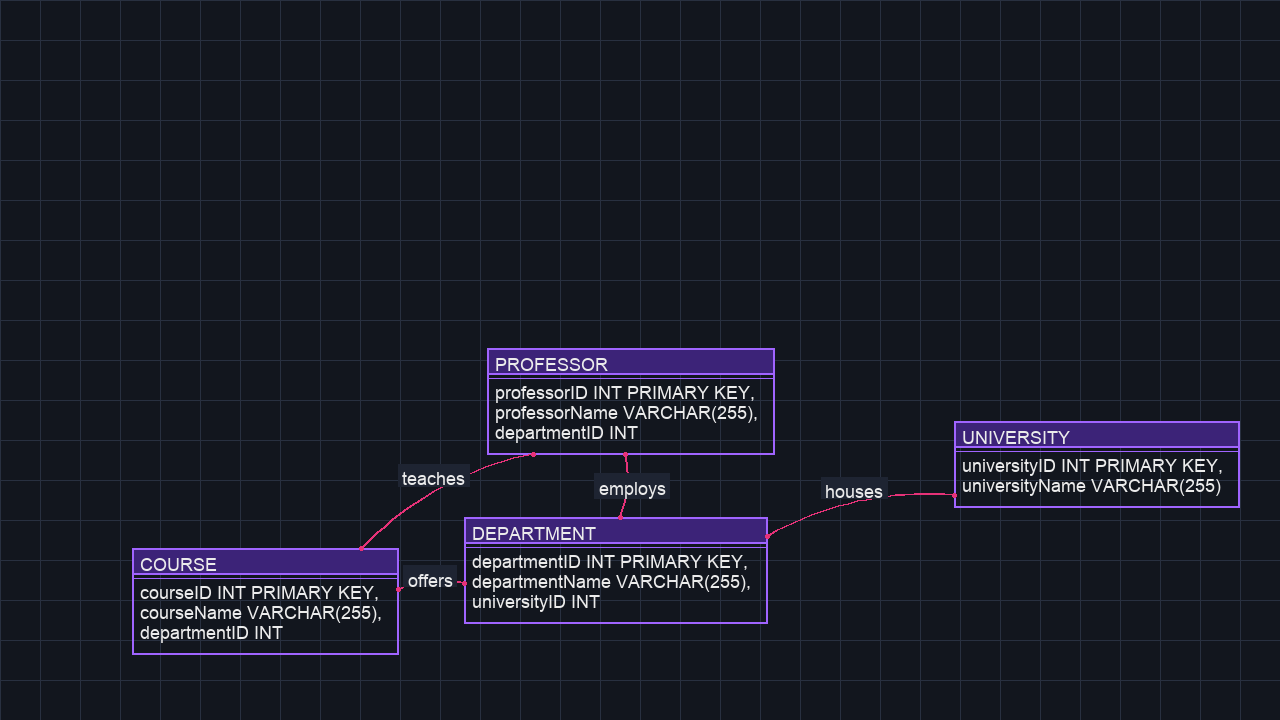 PROFESSOR
professorID INT PRIMARY KEY,
professorName VARCHAR(255),
departmentID INT
UNIVERSITY
universityID INT PRIMARY KEY,
universityName VARCHAR(255)
teaches
employs
houses
DEPARTMENT
departmentID INT PRIMARY KEY,
departmentName VARCHAR(255),
universityID INT
offers
COURSE
courseID INT PRIMARY KEY,
courseName VARCHAR(255),
departmentID INT